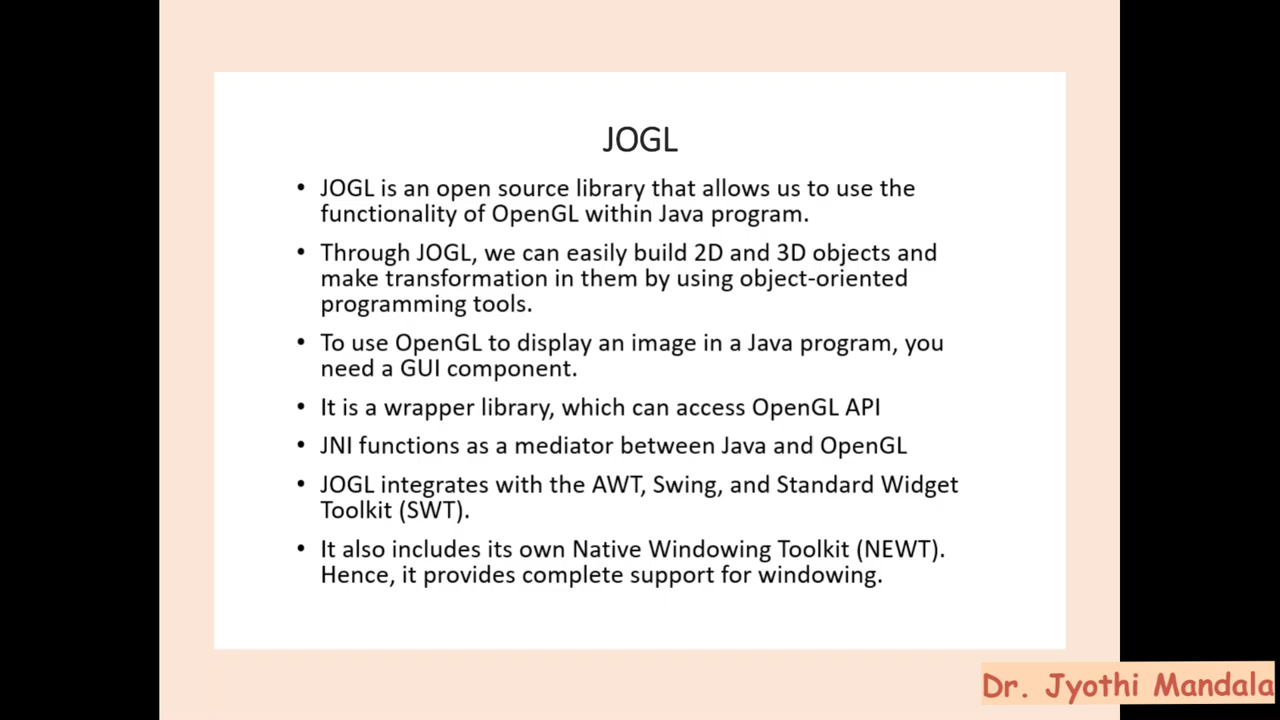 JOGL
• JOGL is an open source library that allows us to use the
functionality of OpenGL within Java program.
• Through JOGL, we can easily build 2D and 3D objects and
make transformation in them by using object-oriented
programming tools.
• To use OpenGL to display an image in a Java program, you
need a GUI component.
• It is a wrapper library, which can access OpenGL API
• JNI functions as a mediator between Java and OpenGL
• JOGL integrates with the AWT, Swing, and Standard Widget
Toolkit (SWT).
• It also includes its own Native Windowing Toolkit (NEWT).
Hence, it provides complete support for windowing.
Dr. Jyothi Mandala